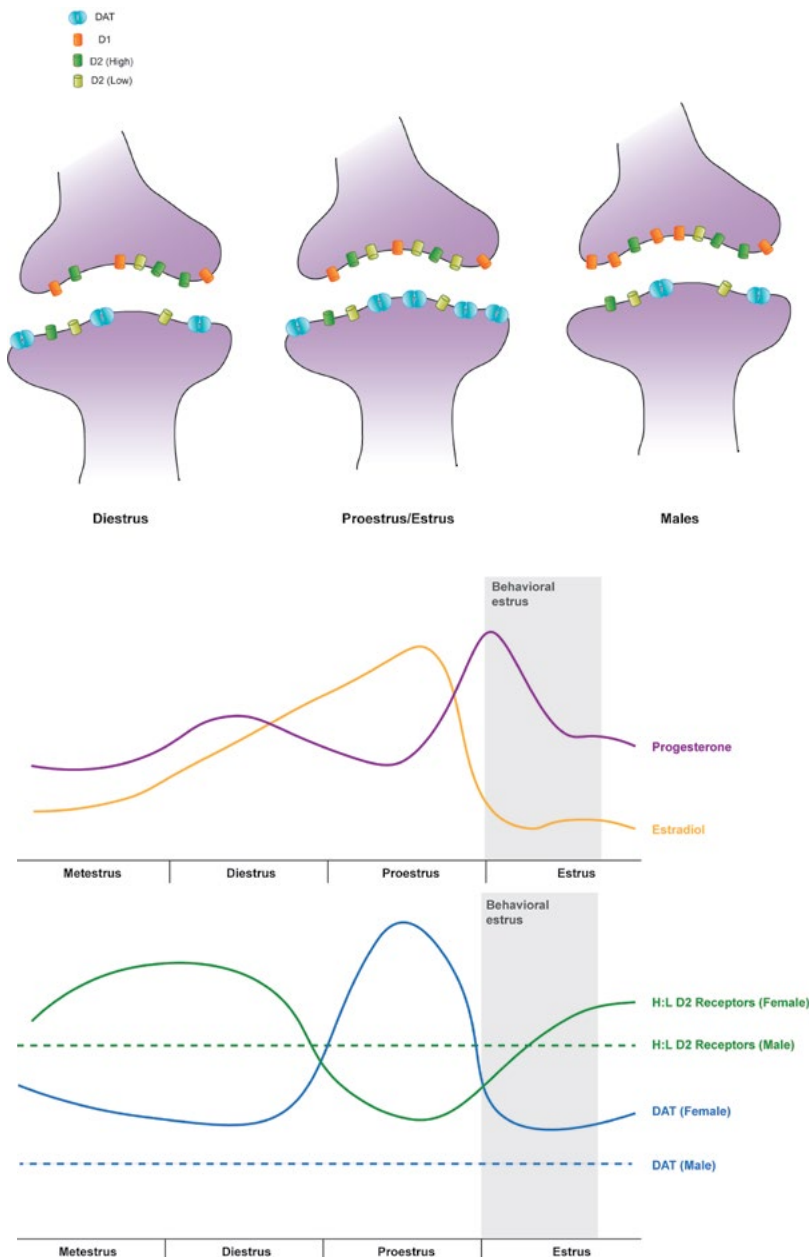 DAT
D1
D2 (High)
D2 (Low)
Diestrus
Proestrus/Estrus
Males
Behavioral
estrus
Progesterone
Estradiol
Metestrus
Diestrus
Proestrus
Estrus
Behavioral
estrus
H:L D2 Receptors (Female)
H:L D2 Receptors (Male)
DAT (Female)
DAT (Male)
Metestrus
Diestrus
Proestrus
Estrus